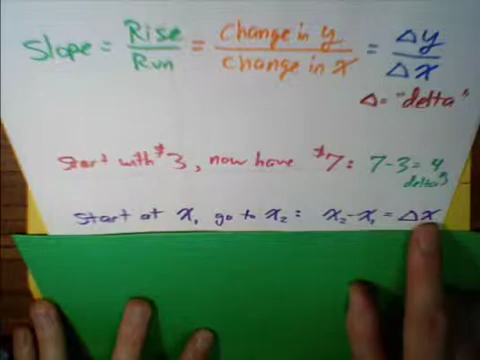 Slope = Rise/Run = Change in y/Change in x = Δy/Δx
Δ = "delta"
Start with $3, now have $7: 7-3=4
delta $
Start at x₁ go to x₂: x₂-x₁ = Δx